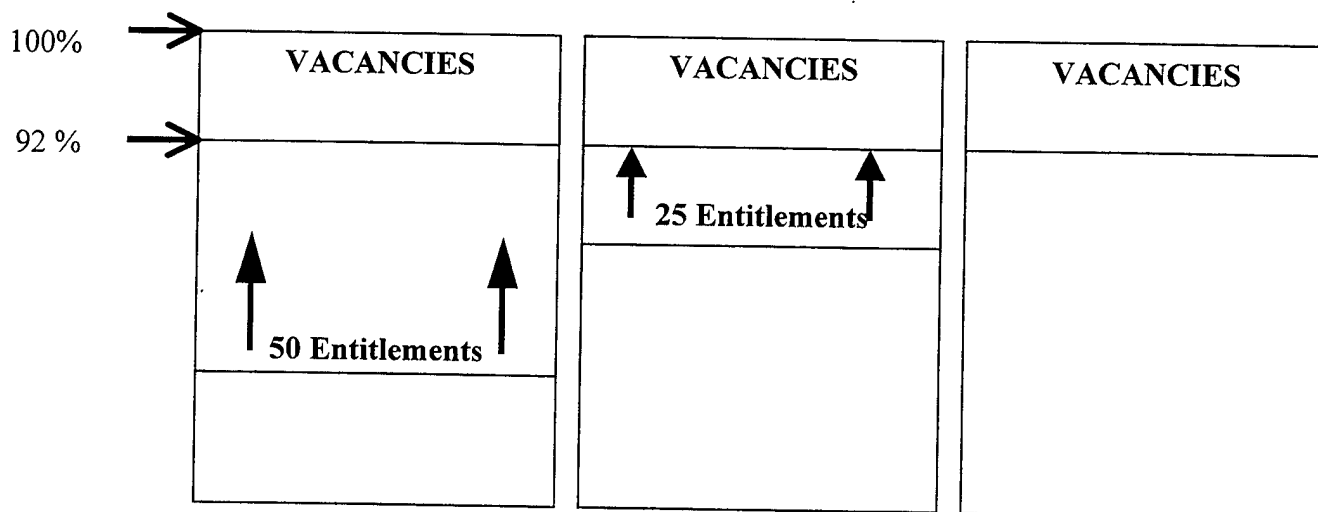 100%
VACANCIES
VACANCIES
VACANCIES
92 %
25 Entitlements
50 Entitlements